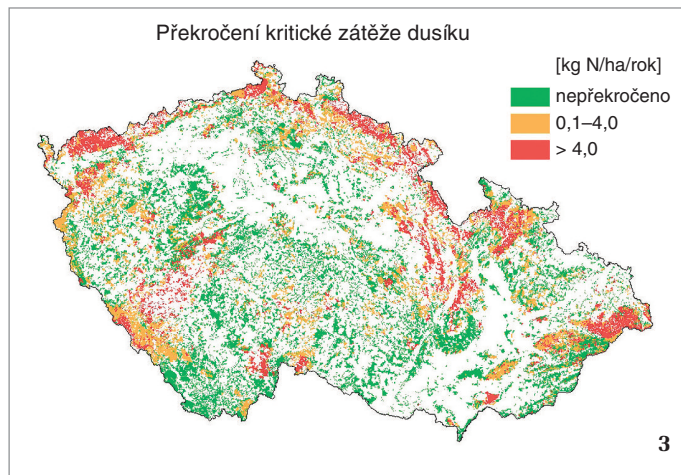 Překročení kritické zátěže dusíku
[kg N/ha/rok]
nepřekročeno
0,1–4,0
> 4,0
3